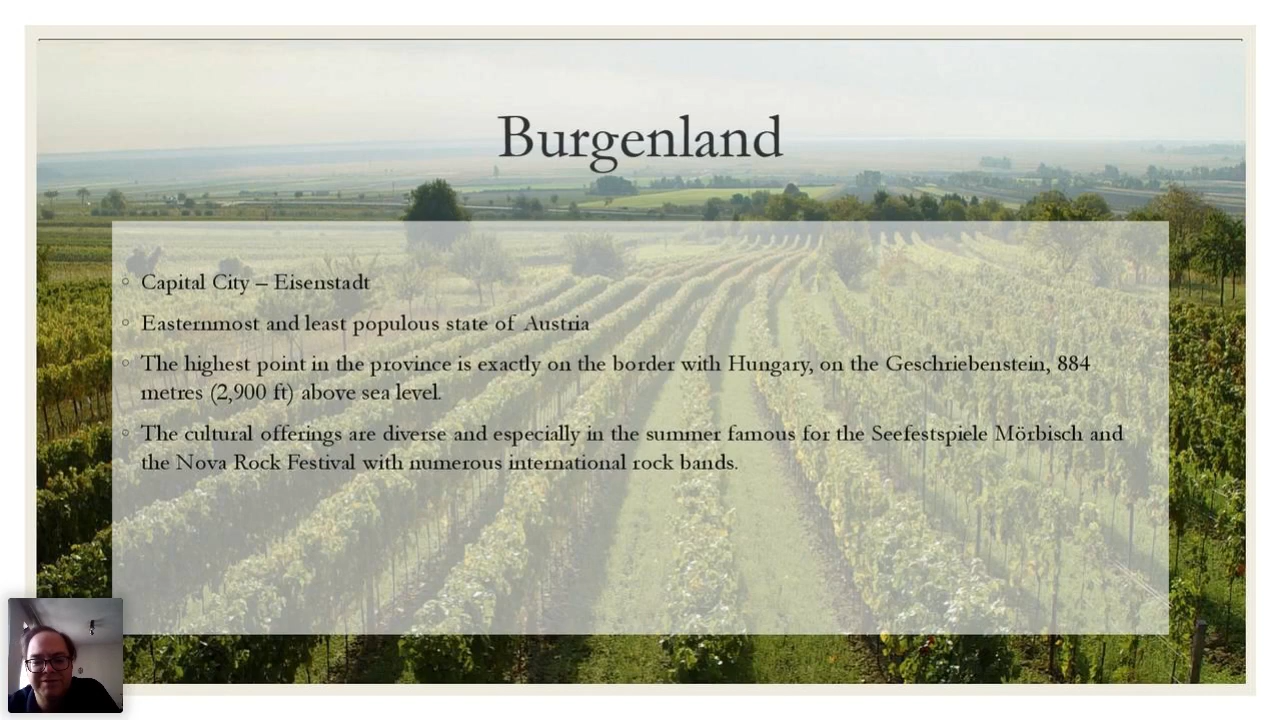 Burgenland
◦ Capital City – Eisenstadt
◦ Easternmost and least populous state of Austria
◦ The highest point in the province is exactly on the border with Hungary, on the Geschriebenstein, 884
metres (2,900 ft) above sea level.
◦ The cultural offerings are diverse and especially in the summer famous for the Seefestspiele Mörbisch and
the Nova Rock Festival with numerous international rock bands.